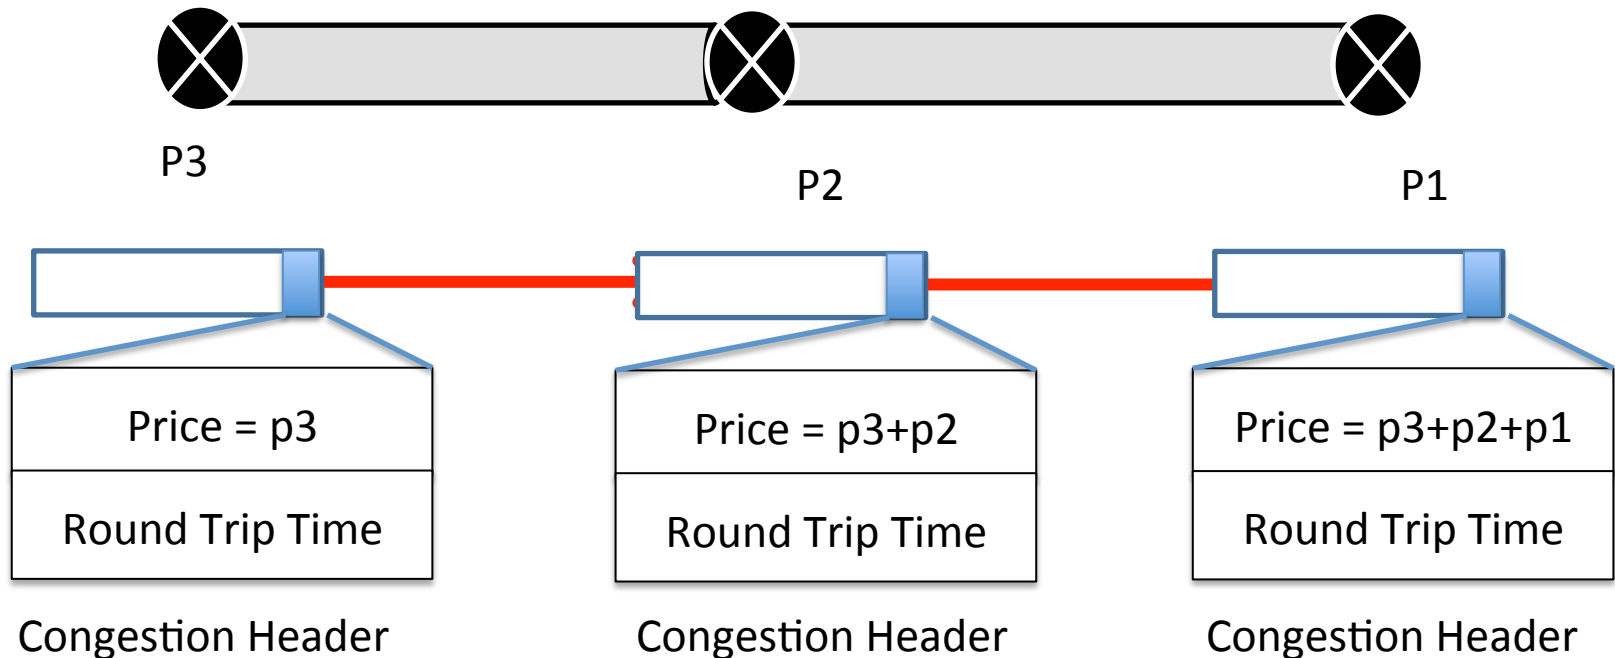 P3
P2
P1
Price = p3
Price = p3+p2
Price = p3+p2+p1
Round Trip Time
Round Trip Time
Round Trip Time
Congestion Header
Congestion Header
Congestion Header